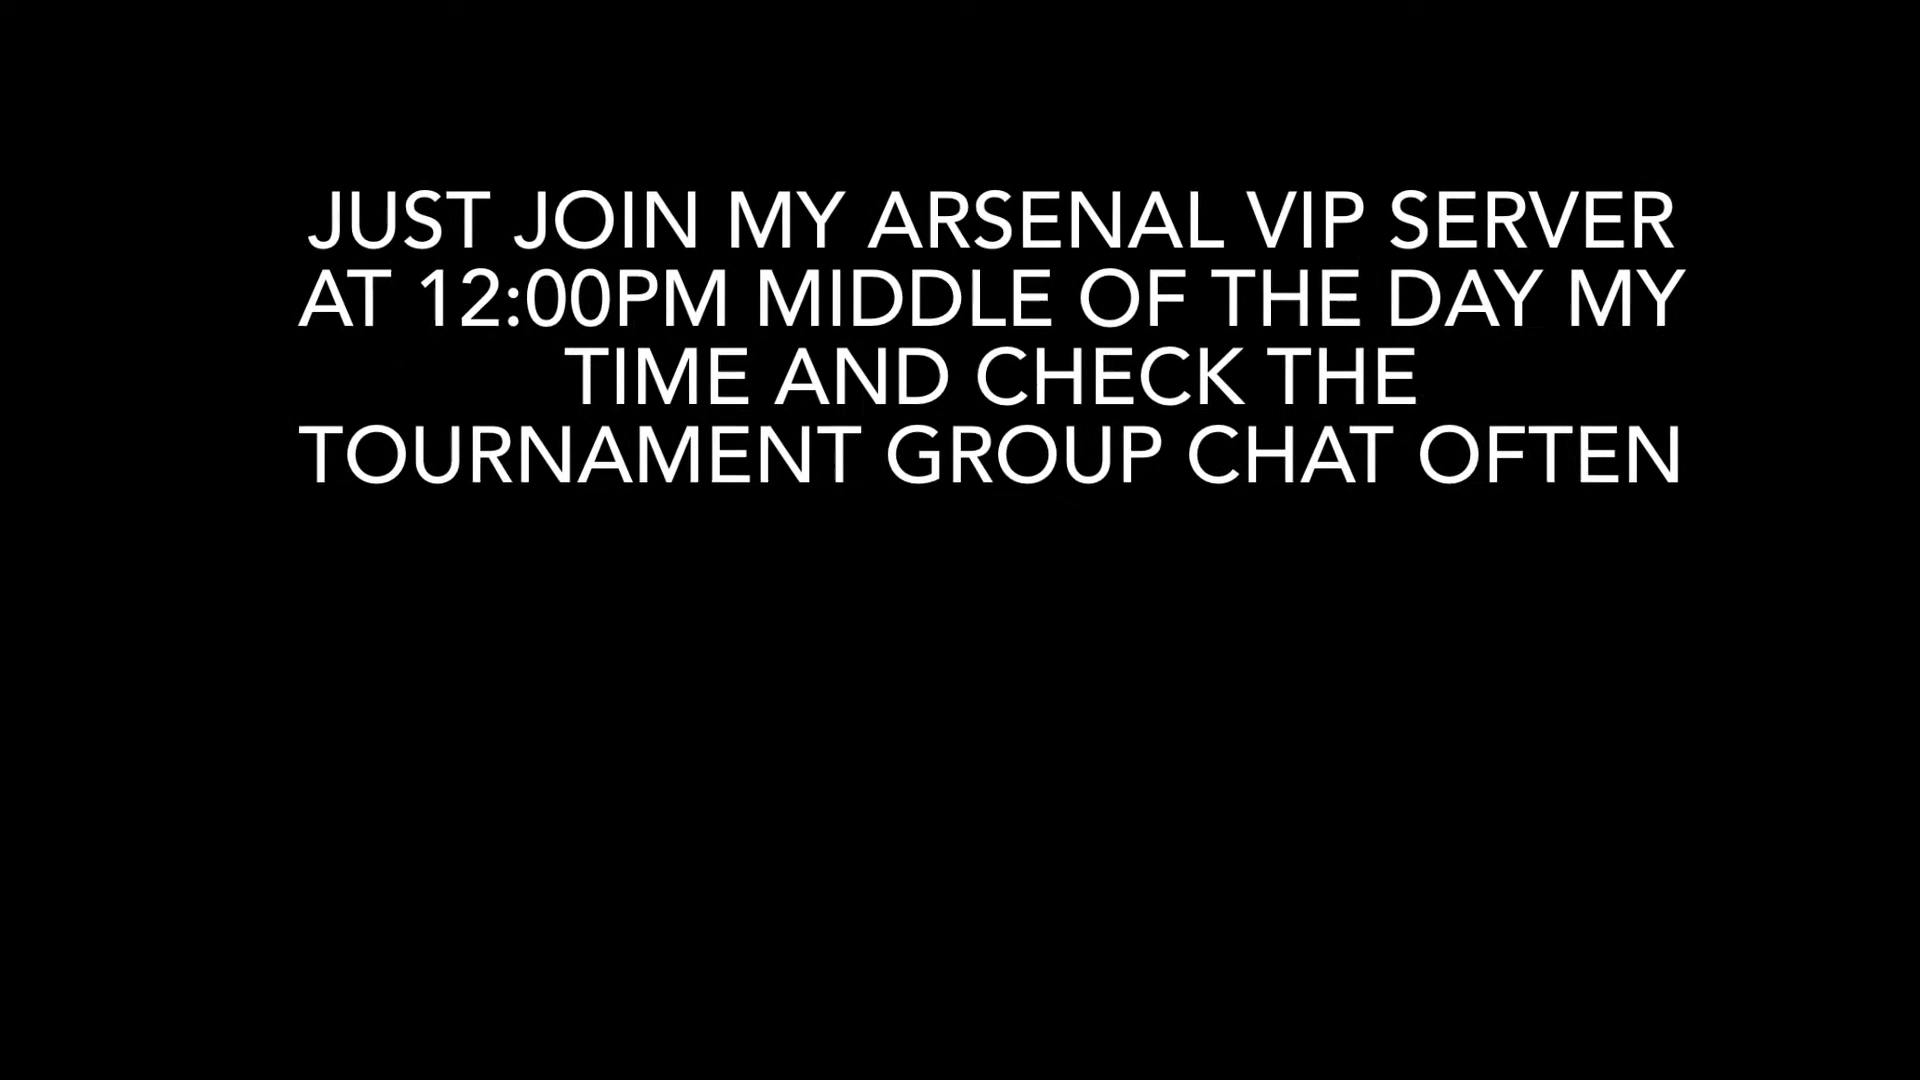 JUST JOIN MY ARSENAL VIP SERVER
AT 12:00PM MIDDLE OF THE DAY MY
TIME AND CHECK THE
TOURNAMENT GROUP CHAT OFTEN